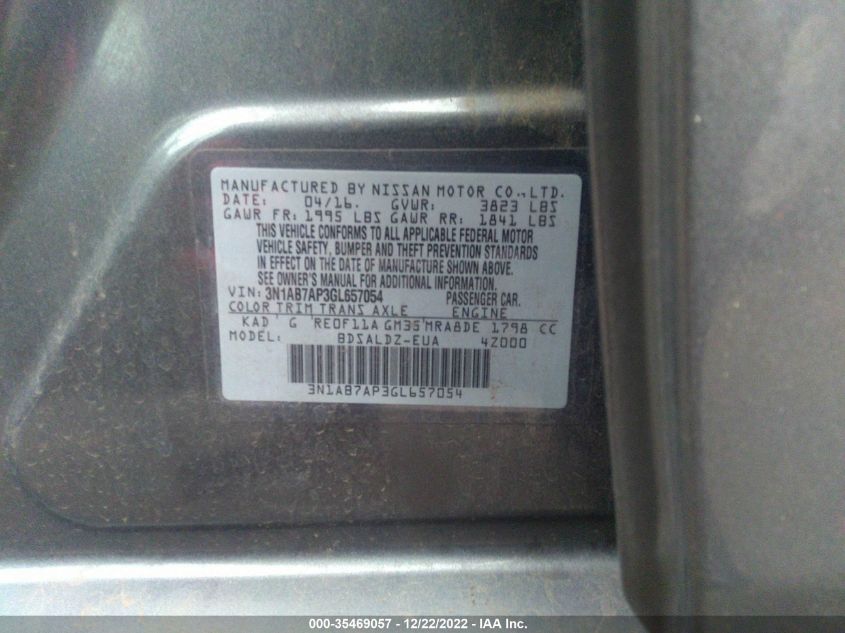 MANUFACTURED BY NISSAN MOTOR CO., LTD.
DATE: 04/16. GVWR: 3823 LBS
GAWR FR: 1995 LBS GAWR RR: 1841 LBS
THIS VEHICLE CONFORMS TO ALL APPLICABLE FEDERAL MOTOR
VEHICLE SAFETY, BUMPER AND THEFT PREVENTION STANDARDS
IN EFFECT ON THE DATE OF MANUFACTURE SHOWN ABOVE.
SEE OWNER'S MANUAL FOR ADDITIONAL INFORMATION.
VIN: 3N1AB7AP3GL657054 PASSENGER CAR.
COLOR TRIM TRANS AXLE ENGINE
KAD G RE0F11A GM35 MRA8DE 1798 CC
MODEL: BDSALDZ-EUA 4Z000
3N1AB7AP3GL657054
000-35469057 - 12/22/2022 - IAA Inc.